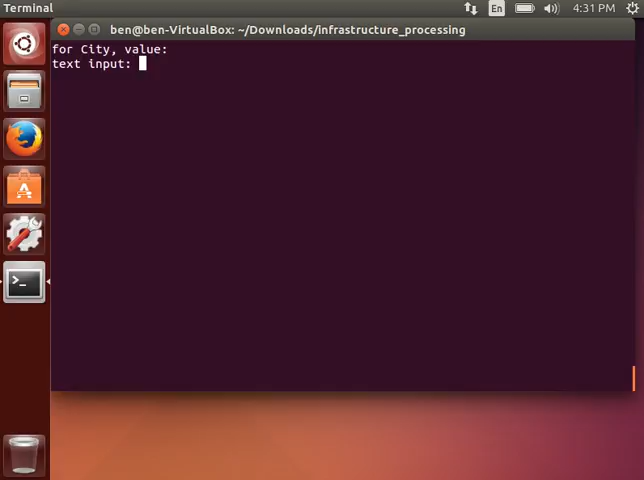 Terminal
En
4:31 PM
ben@ben-VirtualBox: ~/Downloads/infrastructure_processing
for City, value:
text input: